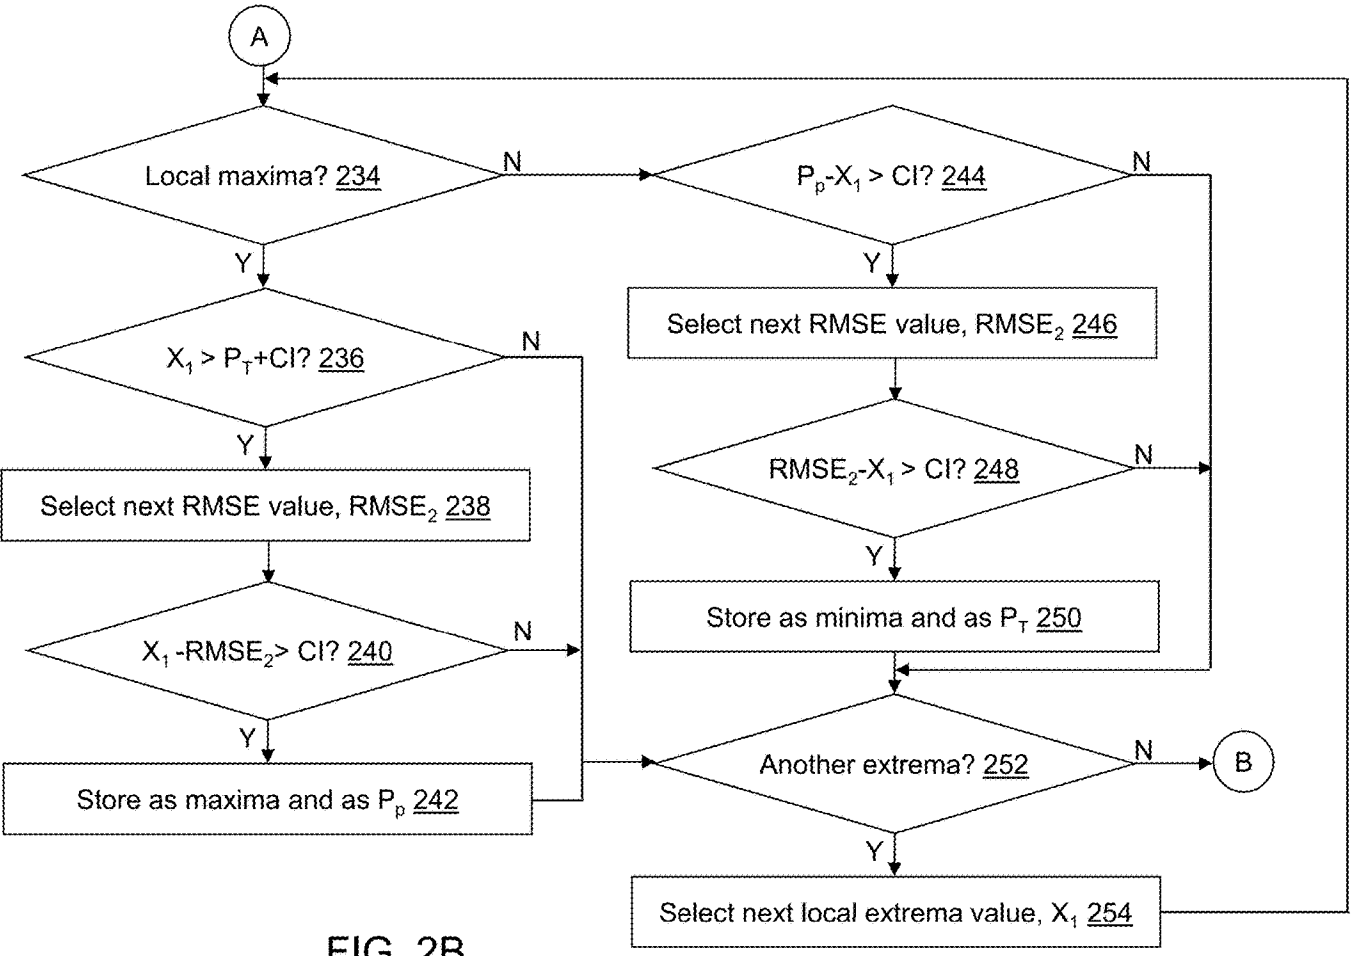 A
Local maxima? 234
N
Y
Pp-X1 > CI? 244
N
Y
X1 > PT+CI? 236
N
Y
Select next RMSE value, RMSE2 246
Select next RMSE value, RMSE2 238
RMSE2-X1 > CI? 248
N
Y
X1 -RMSE2> CI? 240
N
Y
Store as minima and as PT 250
Store as maxima and as Pp 242
Another extrema? 252
N
Y
B
Select next local extrema value, X1 254
FIG. 2B